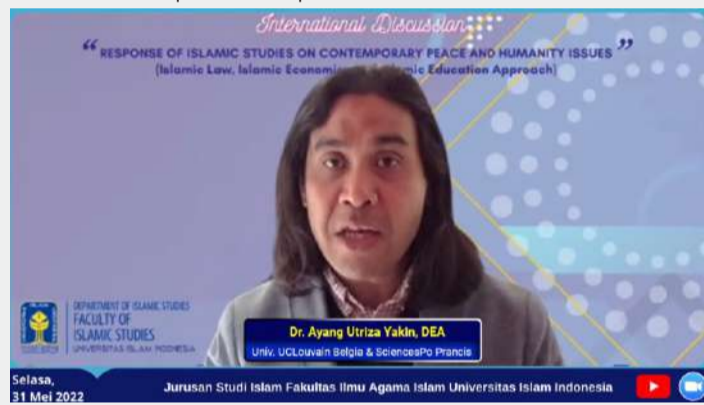 International Discussion
“ RESPONSE OF ISLAMIC STUDIES ON CONTEMPORARY PEACE AND HUMANITY ISSUES ”
(Islamic Law, Islamic Education Approach)
DEPARTMENT OF ISLAMIC STUDIES
FACULTY OF
ISLAMIC STUDIES
UNIVERSITAS ISLAM INDONESIA
Dr. Ayang Utriza Yakin, DEA
Univ. UCLouvain Belgia & SciencesPo Prancis
Selasa,
31 Mei 2022
Jurusan Studi Islam Fakultas Ilmu Agama Islam Universitas Islam Indonesia